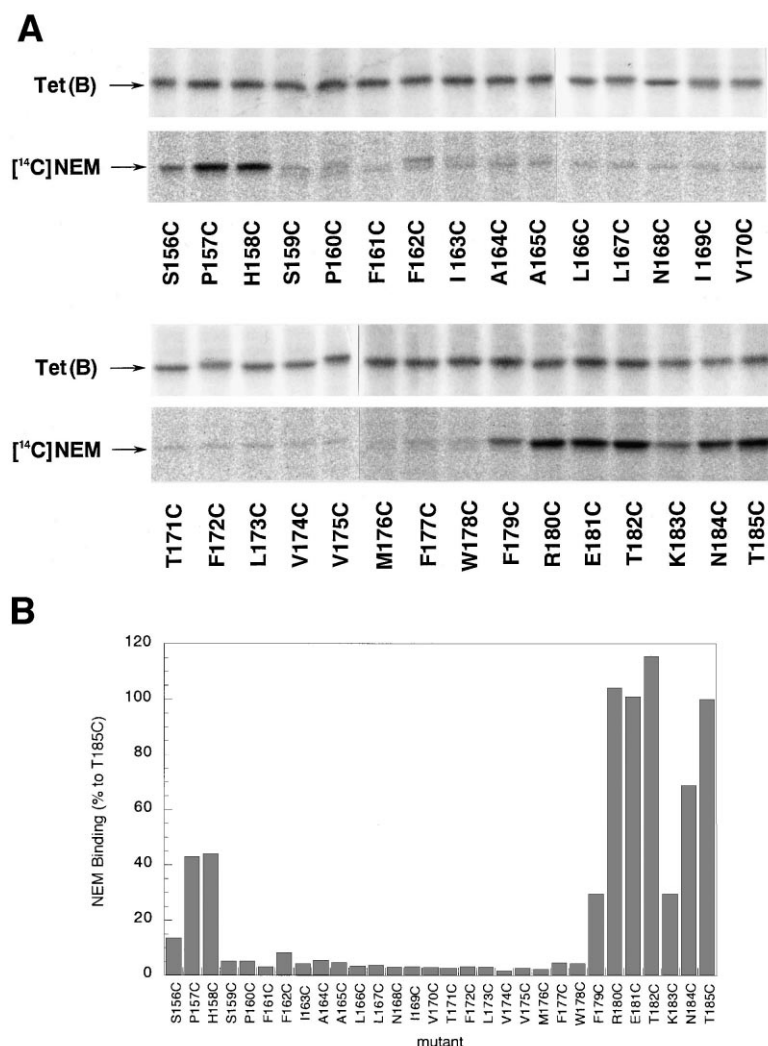 A
Tet(B)
[¹⁴C]NEM
S156C P157C H158C S159C P160C F161C F162C I163C A164C A165C L166C L167C N168C I169C V170C
Tet(B)
[¹⁴C]NEM
T171C F172C L173C V174C V175C M176C F177C W178C F179C R180C E181C T182C K183C N184C T185C
B
NEM Binding (% to T185C)
120
100
80
60
40
20
0
S156C P157C H158C S159C P160C F161C F162C I163C A164C A165C L166C L167C N168C I169C V170C T171C F172C L173C V174C V175C M176C F177C W178C F179C R180C E181C T182C K183C N184C T185C
mutant